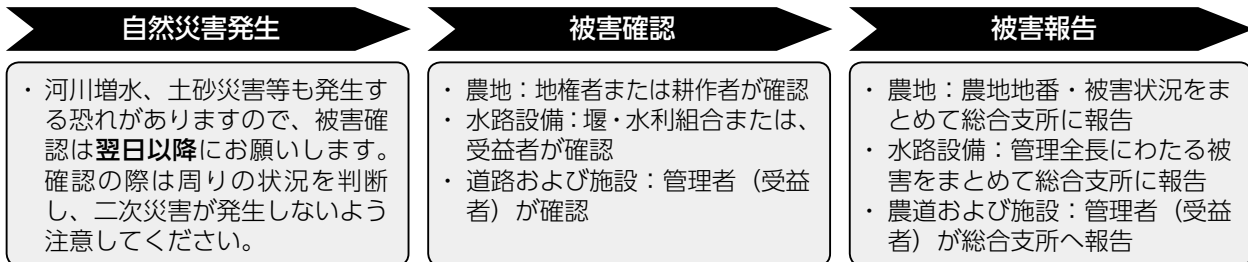 自然災害発生
・ 河川増水、土砂災害等も発生す
る恐れがありますので、被害確
認は翌日以降にお願いします。
確認の際は周りの状況を判断
し、二次災害が発生しないよう
注意してください。
被害確認
・ 農地：地権者または耕作者が確認
・ 水路設備：堰・水利組合または、
受益者が確認
・ 道路および施設：管理者（受益
者）が確認
被害報告
・ 農地：農地地番・被害状況をま
とめて総合支所に報告
・ 水路設備：管理全長にわたる被
害をまとめて総合支所に報告
・ 農道および施設：管理者（受益
者）が総合支所へ報告